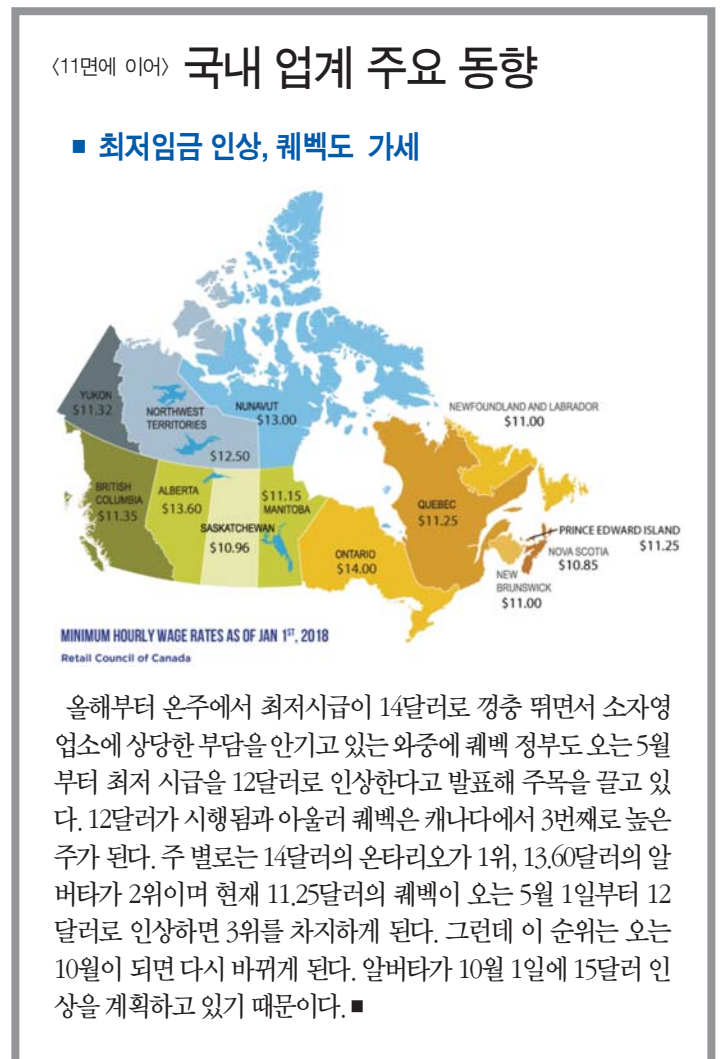 〈11면에 이어〉 국내 업계 주요 동향
■ 최저임금 인상, 퀘벡도 가세
YUKON
$11.32
NORTHWEST
TERRITORIES
$12.50
NUNAVUT
$13.00
NEWFOUNDLAND AND LABRADOR
$11.00
BRITISH
COLUMBIA
$11.35
ALBERTA
$13.60
SASKATCHEWAN
$10.96
$11.15
MANITOBA
ONTARIO
$14.00
QUEBEC
$11.25
PRINCE EDWARD ISLAND
$11.25
NOVA SCOTIA
$10.85
NEW
BRUNSWICK
$11.00
MINIMUM HOURLY WAGE RATES AS OF JAN 1ST, 2018
Retail Council of Canada
올해부터 온주에서 최저시급이 14달러로 껑충 뛰면서 소자영
업소에 상당한 부담을 안기고 있는 와중에 퀘벡 정부도 오는 5월
부터 최저 시급을 12달러로 인상한다고 발표해 주목을 끌고 있
다. 12달러가 시행됨과 아울러 퀘벡은 캐나다에서 3번째로 높은
주가 된다. 주 별로는 14달러의 온타리오가 1위, 13.60달러의 알
버타가 2위이며 현재 11.25달러의 퀘벡이 오는 5월 1일부터 12
달러로 인상하면 3위를 차지하게 된다. 그런데 이 순위는 오는
10월이 되면 다시 바뀌게 된다. 알버타가 10월 1일에 15달러 인
상을 계획하고 있기 때문이다. ■